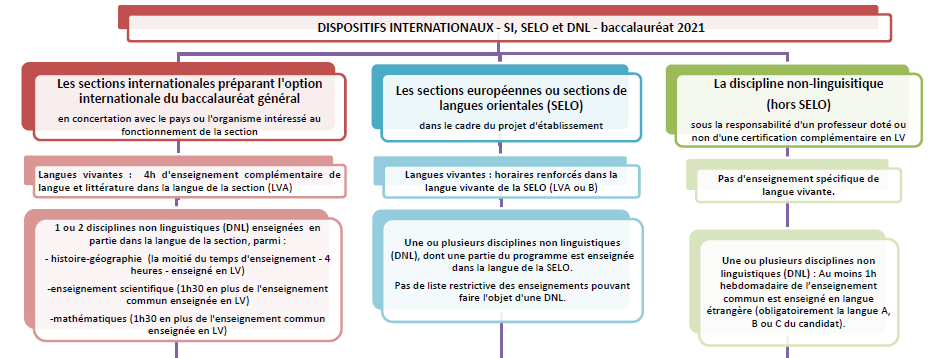 DISPOSITIFS INTERNATIONAUX - SI, SELO et DNL - baccalauréat 2021
Les sections internationales préparant l'option
internationale du baccalauréat général
en concertation avec le pays ou l'organisme intéressé au
fonctionnement de la section
Langues vivantes : 4h d'enseignement complémentaire de
langue et littérature dans la langue de la section (LVA)
1 ou 2 disciplines non linguistiques (DNL) enseignées en
partie dans la langue de la section, parmi :
- histoire-géographie (la moitié du temps d'enseignement - 4
heures - enseigné en LV)
-enseignement scientifique (1h30 en plus de l'enseignement
commun enseignée en LV)
-mathématiques (1h30 en plus de l'enseignement commun
enseignée en LV)
Les sections européennes ou sections de
langues orientales (SELO)
dans le cadre du projet d'établissement
Langues vivantes : horaires renforcés dans la
langue vivante de la SELO (LVA ou B)
Une ou plusieurs disciplines non linguistiques
(DNL), dont une partie du programme est enseignée
dans la langue de la SELO.
Pas de liste restrictive des enseignements pouvant
faire l'objet d'une DNL.
La discipline non-linguisitique
(hors SELO)
sous la responsabilité d'un professeur doté ou
non d'une certification complémentaire en LV
Pas d'enseignement spécifique de
langue vivante.
Une ou plusieurs disciplines non
linguistiques (DNL) : Au moins 1h
hebdomadaire de l'enseignement
commun est enseigné en langue
étrangère (obligatoirement la langue A,
B ou C du candidat).